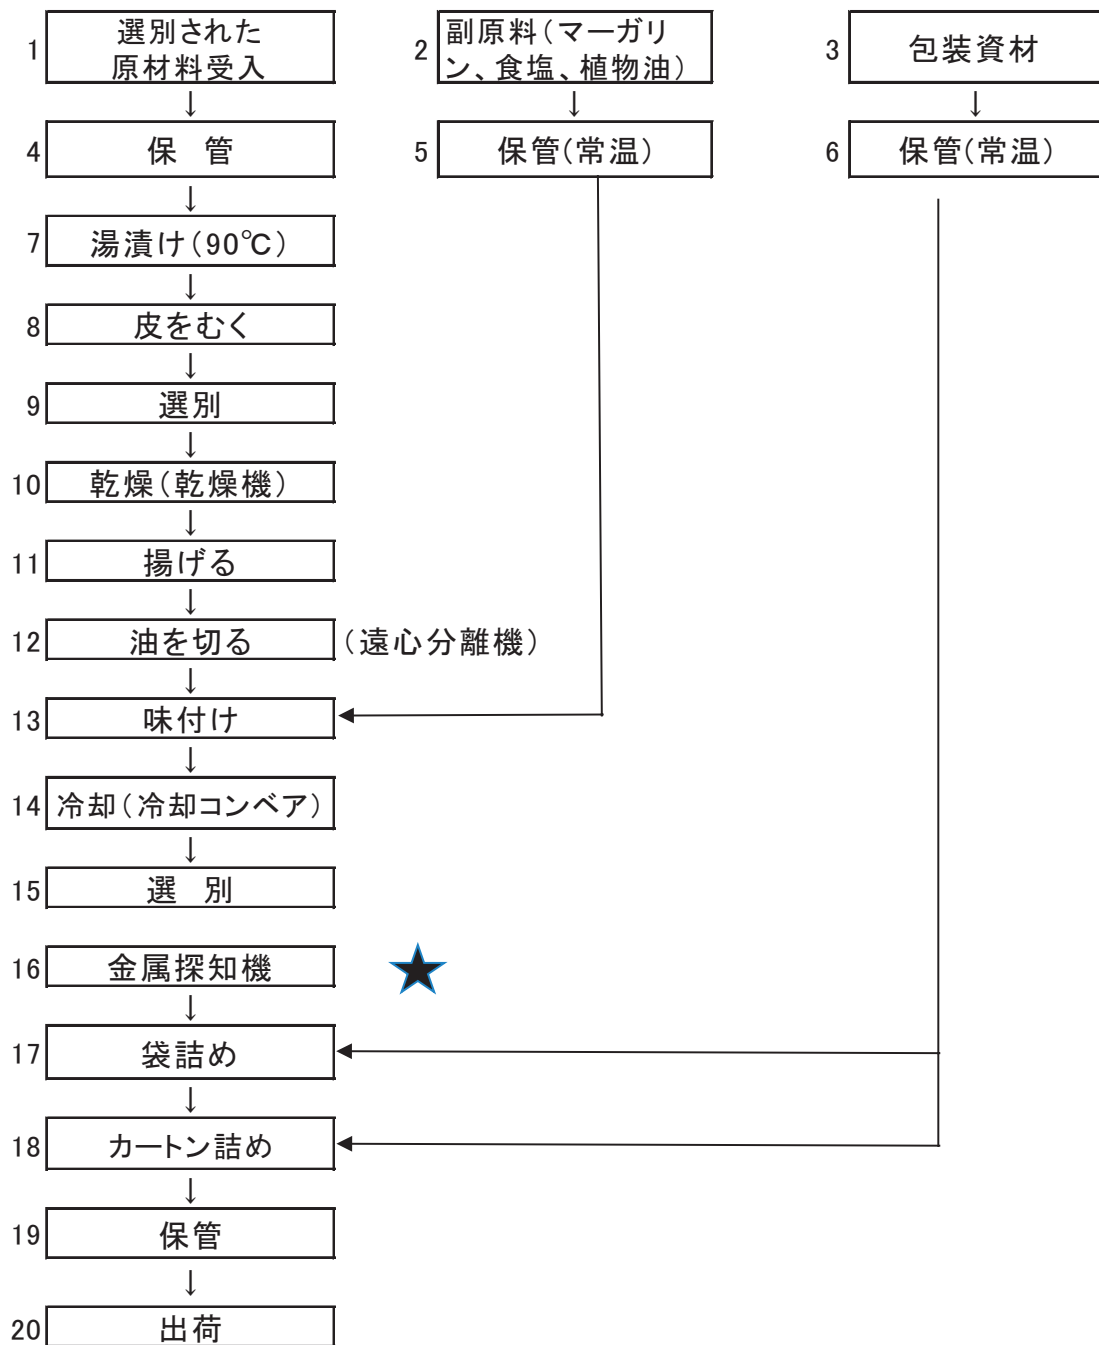 1
選別された
原材料受入
2
副原料(マーガリ
ン、食塩、植物油)
3
包装資材
↓
↓
↓
4
保 管
5
保管(常温)
6
保管(常温)
↓
7
湯漬け(90℃)
↓
8
皮をむく
↓
9
選別
↓
10
乾燥(乾燥機)
↓
11
揚げる
↓
12
油を切る
(遠心分離機)
↓
13
味付け
↓
14
冷却(冷却コンベア)
↓
15
選 別
16
金属探知機
↓
17
袋詰め
↓
18
カートン詰め
↓
19
保管
↓
20
出荷